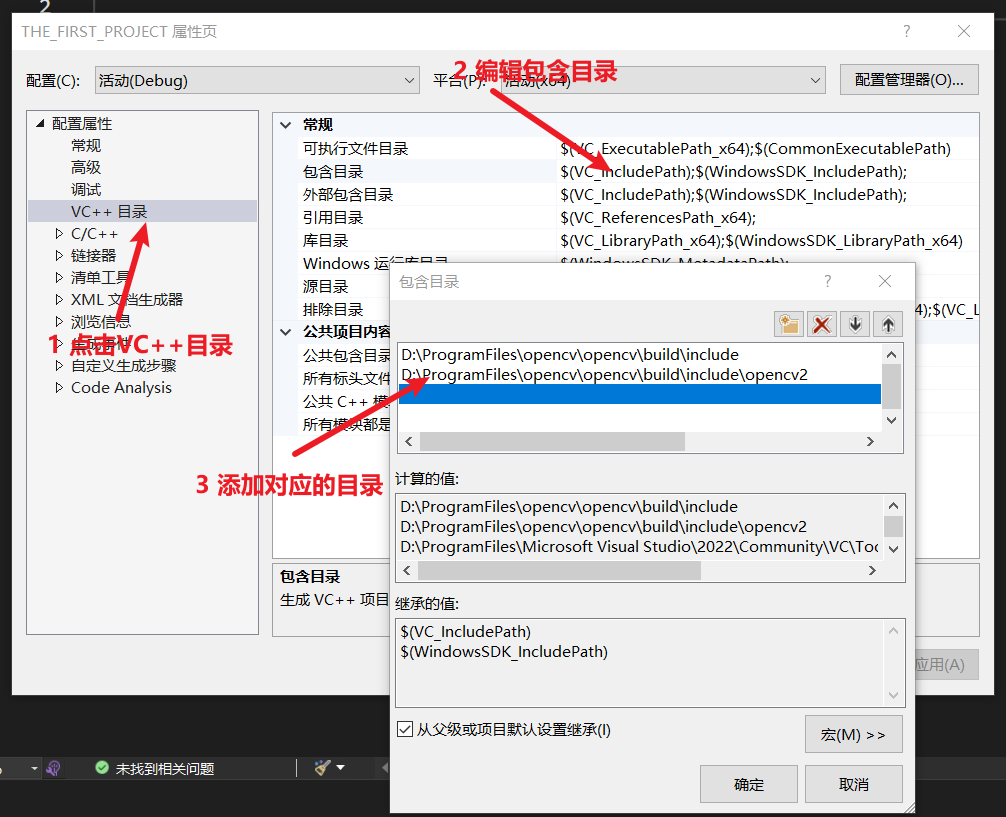 2
THE_FIRST_PROJECT 属性页
?
配置(C):
活动(Debug)
平台(P):
活动(x64)
2 编辑包含目录
配置管理器(O)...
配置属性
常规
高级
调试
VC++ 目录
C/C++
链接器
清单工具
XML 文档生成器
浏览信息
生成事件
1 点击VC++目录
自定义生成步骤
Code Analysis
常规
可执行文件目录
$(VC_ExecutablePath_x64);$(CommonExecutablePath)
包含目录
$(VC_IncludePath);$(WindowsSDK_IncludePath);
外部包含目录
$(VC_IncludePath);$(WindowsSDK_IncludePath);
引用目录
$(VC_ReferencesPath_x64);
库目录
$(VC_LibraryPath_x64);$(WindowsSDK_LibraryPath_x64)
Windows 运行库目录
$(WindowsSDK_MetadataPath);
源目录
排除目录
4);$(VC_L
公共项目内容
公共包含目录
所有标头文件
公共 C++ 模
所有模块都是
包含目录
生成 VC++ 项目
应用(A)
包含目录
?
D:\ProgramFiles\opencv\opencv\build\include
D:\ProgramFiles\opencv\opencv\build\include\opencv2
3 添加对应的目录
计算的值:
D:\ProgramFiles\opencv\opencv\build\include
D:\ProgramFiles\opencv\opencv\build\include\opencv2
D:\ProgramFiles\Microsoft Visual Studio\2022\Community\VC\Toc
继承的值:
$(VC_IncludePath)
$(WindowsSDK_IncludePath)
从父级或项目默认设置继承(I)
宏(M) >>
确定
取消
未找到相关问题